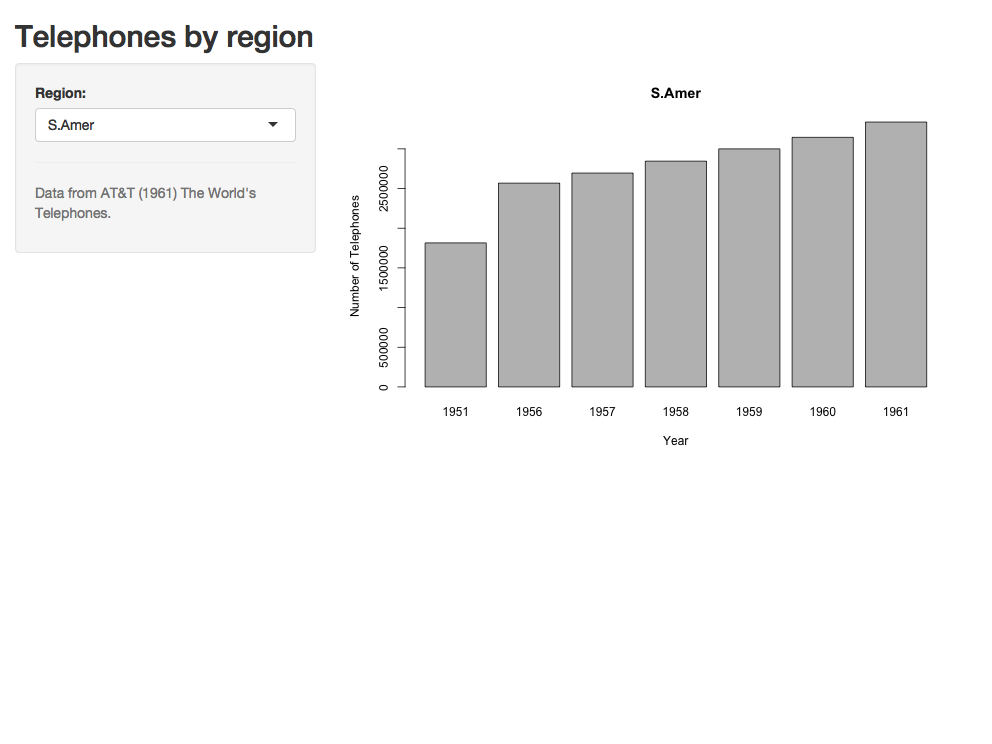 Telephones by region
Region:
S.Amer
Data from AT&T (1961) The World's
Telephones.
S.Amer
Number of Telephones
2500000
1500000
500000
0
1951 1956 1957 1958 1959 1960 1961
Year